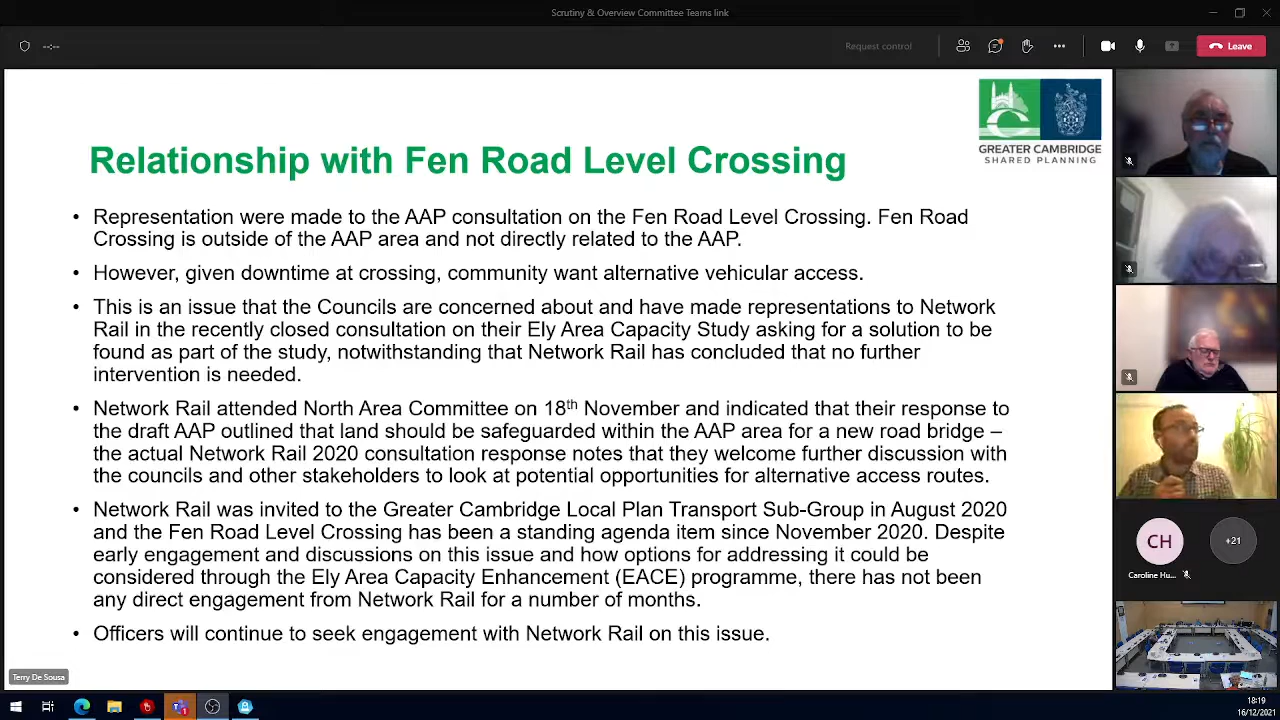 Scrutiny & Overview Committee Teams link
--:--
Request control
Leave
GREATER CAMBRIDGE
SHARED PLANNING
Relationship with Fen Road Level Crossing
• Representation were made to the AAP consultation on the Fen Road Level Crossing. Fen Road
Crossing is outside of the AAP area and not directly related to the AAP.
• However, given downtime at crossing, community want alternative vehicular access.
• This is an issue that the Councils are concerned about and have made representations to Network
Rail in the recently closed consultation on their Ely Area Capacity Study asking for a solution to be
found as part of the study, notwithstanding that Network Rail has concluded that no further
intervention is needed.
• Network Rail attended North Area Committee on 18th November and indicated that their response to
the draft AAP outlined that land should be safeguarded within the AAP area for a new road bridge –
the actual Network Rail 2020 consultation response notes that they welcome further discussion with
the councils and other stakeholders to look at potential opportunities for alternative access routes.
• Network Rail was invited to the Greater Cambridge Local Plan Transport Sub-Group in August 2020
and the Fen Road Level Crossing has been a standing agenda item since November 2020. Despite
early engagement and discussions on this issue and how options for addressing it could be
considered through the Ely Area Capacity Enhancement (EACE) programme, there has not been
any direct engagement from Network Rail for a number of months.
• Officers will continue to seek engagement with Network Rail on this issue.
CH
+21
Caroline Hu...
Terry De Sousa
18:19
16/12/2021